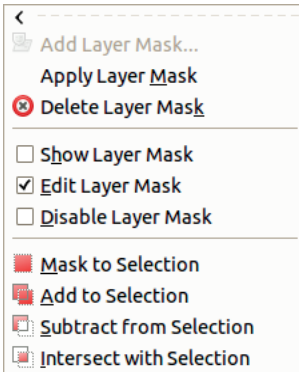 Add Layer Mask...
Apply Layer Mask
Delete Layer Mask
Show Layer Mask
Edit Layer Mask
Disable Layer Mask
Mask to Selection
Add to Selection
Subtract from Selection
Intersect with Selection